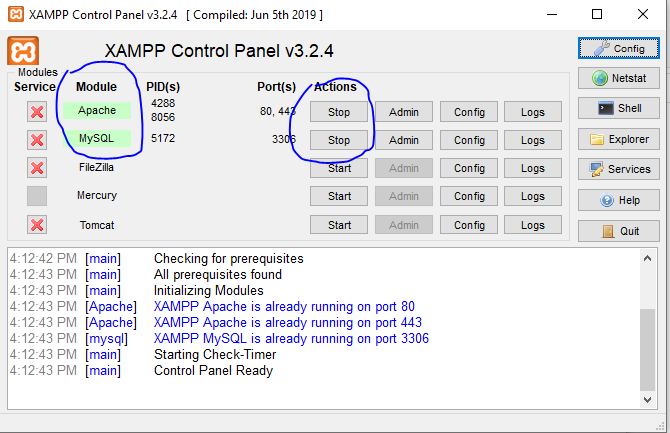 XAMPP Control Panel v3.2.4 [ Compiled: Jun 5th 2019 ]
XAMPP Control Panel v3.2.4
Config
Modules
Service Module PID(s) Port(s) Actions
Netstat
Apache 4288 8056 80, 443 Stop Admin Config Logs
Shell
MySQL 5172 3306 Stop Admin Config Logs
Explorer
FileZilla Start Admin Config Logs
Services
Mercury Start Admin Config Logs
Help
Tomcat Start Admin Config Logs
Quit
4:12:42 PM [main] Checking for prerequisites
4:12:43 PM [main] All prerequisites found
4:12:43 PM [main] Initializing Modules
4:12:43 PM [Apache] XAMPP Apache is already running on port 80
4:12:43 PM [Apache] XAMPP Apache is already running on port 443
4:12:43 PM [mysql] XAMPP MySQL is already running on port 3306
4:12:43 PM [main] Starting Check-Timer
4:12:43 PM [main] Control Panel Ready